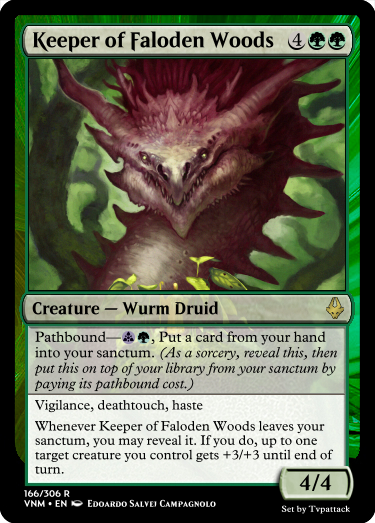 Keeper of Faloden Woods 4
Creature — Wurm Druid
Pathbound—, Put a card from your hand
into your sanctum. (As a sorcery, reveal this, then
put this on top of your library from your sanctum by
paying its pathbound cost.)
Vigilance, deathtouch, haste
Whenever Keeper of Faloden Woods leaves your
sanctum, you may reveal it. If you do, up to one
target creature you control gets +3/+3 until end of
turn.
4/4
166/306 R
VNM • EN Edoardo Salvei Campagnolo
Set by Tvpattack